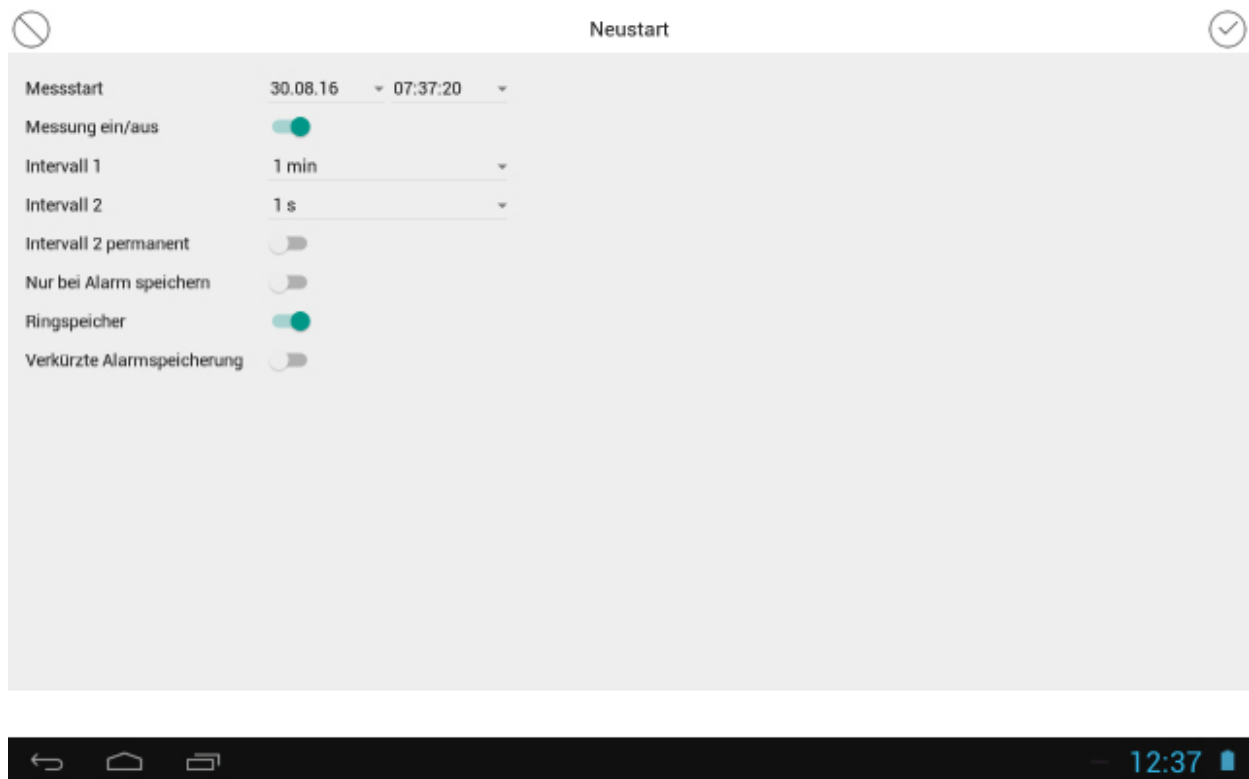 Neustart
Messstart 30.08.16 07:37:20
Messung ein/aus
Intervall 1 1 min
Intervall 2 1 s
Intervall 2 permanent
Nur bei Alarm speichern
Ringspeicher
Verkürzte Alarmspeicherung
12:37